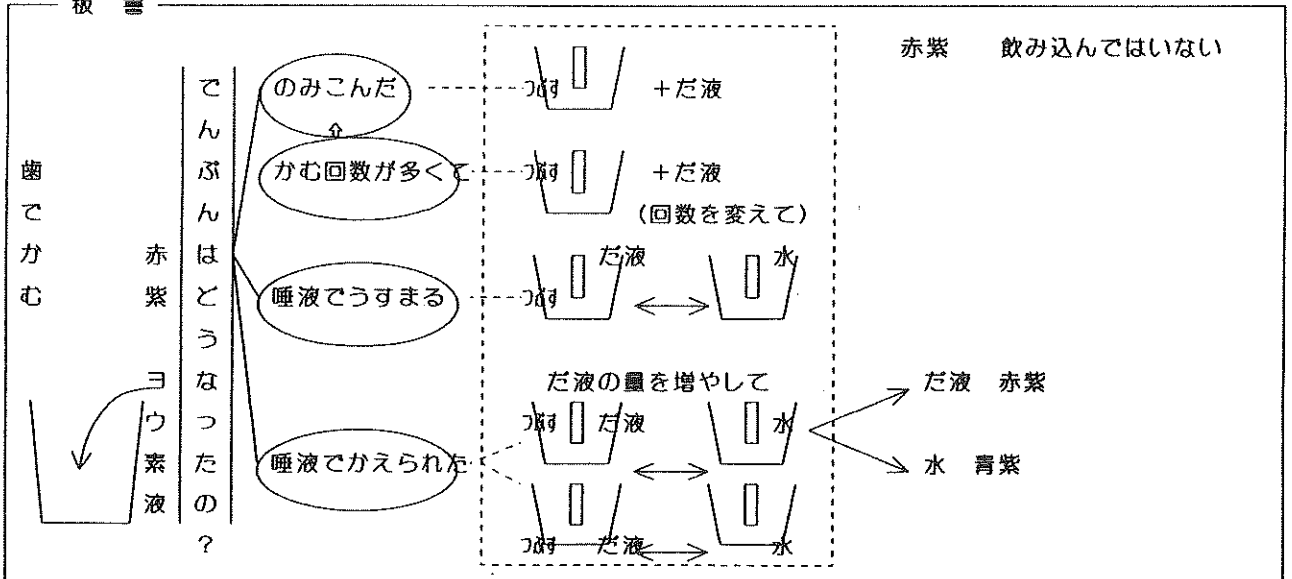 板書
歯でかむ
赤紫
ヨウ素液
でんぷんはどうなったの?
のみこんだ
⇧
かむ回数が多くて
唾液でうすまる
唾液でかえられた
つぶす
+だ液
つぶす
+だ液
(回数を変えて)
つぶす
だ液
水
だ液の量を増やして
つぶす
だ液
水
つぶす
だ液
水
赤紫 飲み込んではいない
だ液 赤紫
水 青紫